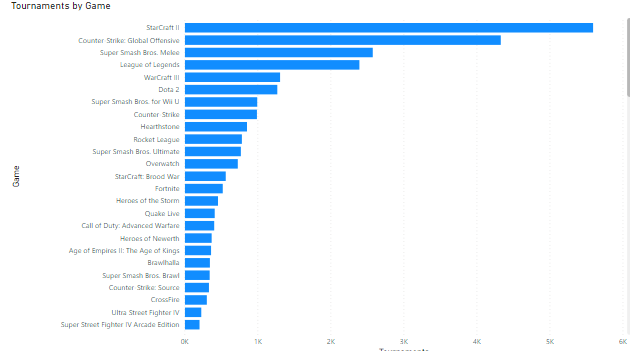 Tournaments by Game
StarCraft II
Counter-Strike: Global Offensive
Super Smash Bros. Melee
League of Legends
WarCraft III
Dota 2
Super Smash Bros. for Wii U
Counter-Strike
Hearthstone
Rocket League
Super Smash Bros. Ultimate
Overwatch
StarCraft: Brood War
Fortnite
Heroes of the Storm
Quake Live
Call of Duty: Advanced Warfare
Heroes of Newerth
Age of Empires II: The Age of Kings
Brawlhalla
Super Smash Bros. Brawl
Counter-Strike: Source
CrossFire
Ultra Street Fighter IV
Super Street Fighter IV Arcade Edition
Game
0K 1K 2K 3K 4K 5K 6K
Tournaments